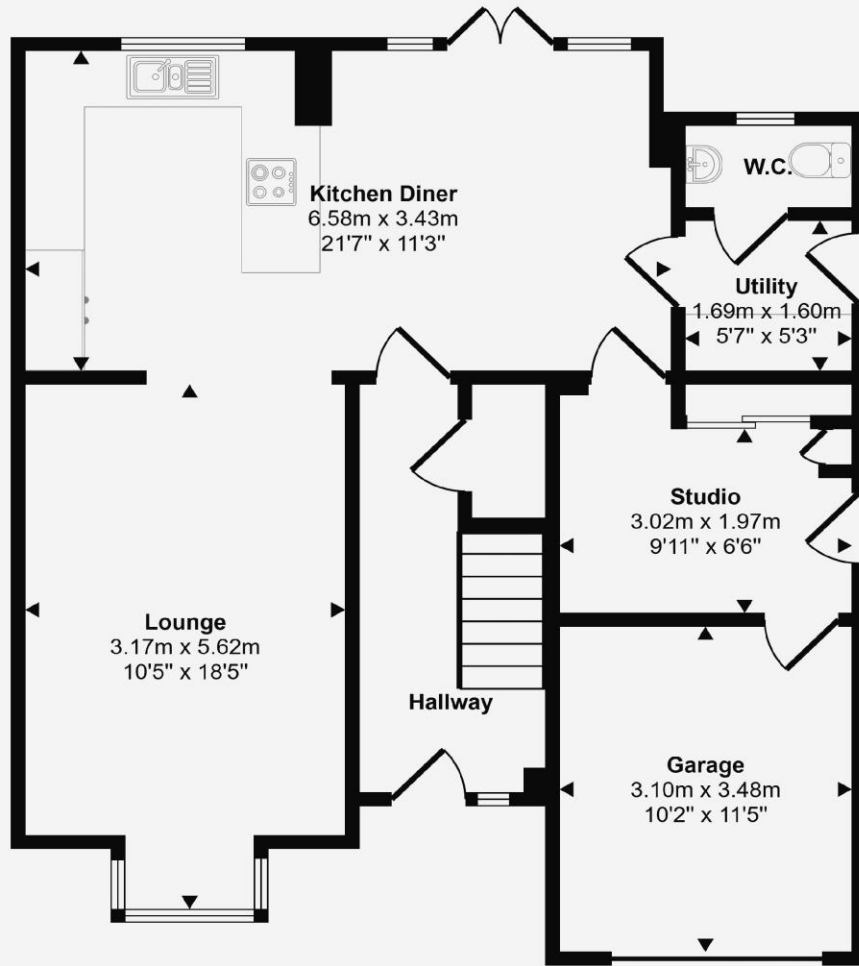 Kitchen Diner
6.58m x 3.43m
21'7" x 11'3"
W.C.
Utility
1.69m x 1.60m
5'7" x 5'3"
Studio
3.02m x 1.97m
9'11" x 6'6"
Lounge
3.17m x 5.62m
10'5" x 18'5"
Hallway
Garage
3.10m x 3.48m
10'2" x 11'5"